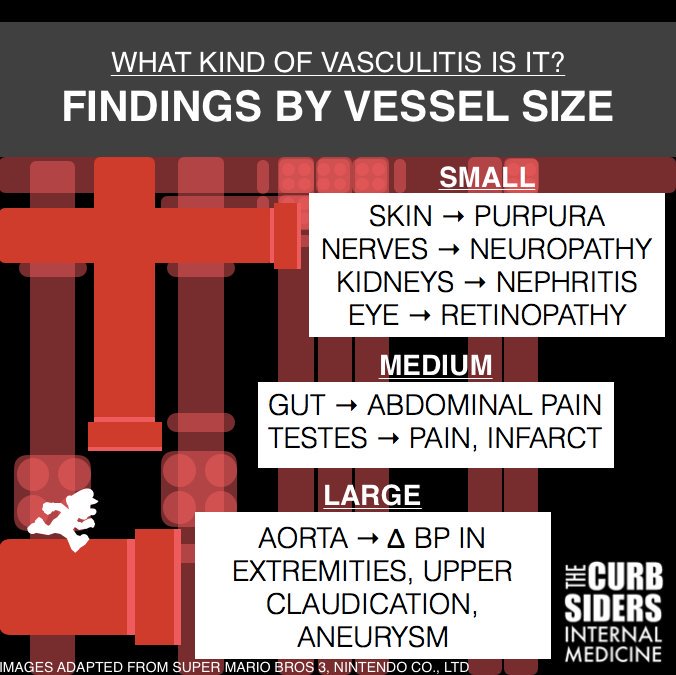 WHAT KIND OF VASCULITIS IS IT?
FINDINGS BY VESSEL SIZE
SMALL
SKIN → PURPURA
NERVES → NEUROPATHY
KIDNEYS → NEPHRITIS
EYE → RETINOPATHY
MEDIUM
GUT → ABDOMINAL PAIN
TESTES → PAIN, INFARCT
LARGE
AORTA → Δ BP IN
EXTREMITIES, UPPER
CLAUDICATION,
ANEURYSM
THE CURB
SIDERS
INTERNAL
MEDICINE
IMAGES ADAPTED FROM SUPER MARIO BROS 3, NINTENDO CO., LTD